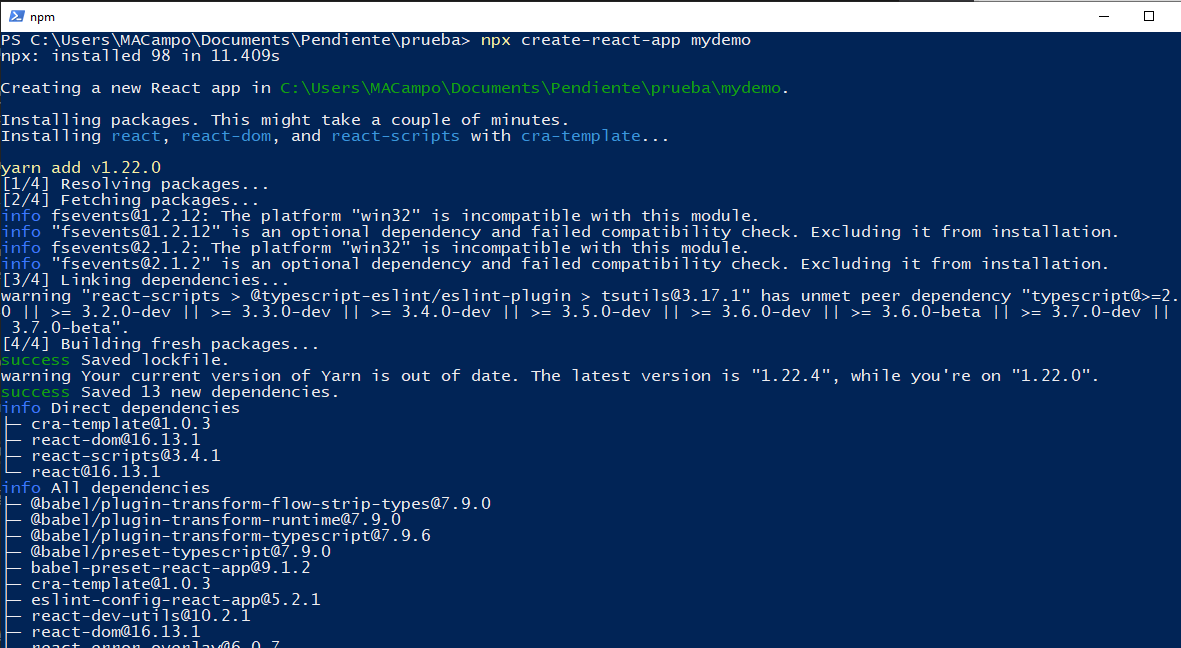 npm
PS C:\Users\MACampo\Documents\Pendiente\prueba> npx create-react-app mydemo
npx: installed 98 in 11.409s
Creating a new React app in C:\Users\MACampo\Documents\Pendiente\prueba\mydemo.
Installing packages. This might take a couple of minutes.
Installing react, react-dom, and react-scripts with cra-template...
yarn add v1.22.0
[1/4] Resolving packages...
[2/4] Fetching packages...
info fsevents@1.2.12: The platform "win32" is incompatible with this module.
info "fsevents@1.2.12" is an optional dependency and failed compatibility check. Excluding it from installation.
info fsevents@2.1.2: The platform "win32" is incompatible with this module.
info "fsevents@2.1.2" is an optional dependency and failed compatibility check. Excluding it from installation.
[3/4] Linking dependencies...
warning "react-scripts > @typescript-eslint/eslint-plugin > tsutils@3.17.1" has unmet peer dependency "typescript@>=2.
0 || >= 3.2.0-dev || >= 3.3.0-dev || >= 3.4.0-dev || >= 3.5.0-dev || >= 3.6.0-dev || >= 3.6.0-beta || >= 3.7.0-dev ||
3.7.0-beta".
[4/4] Building fresh packages...
success Saved lockfile.
warning Your current version of Yarn is out of date. The latest version is "1.22.4", while you're on "1.22.0".
success Saved 13 new dependencies.
info Direct dependencies
├─ cra-template@1.0.3
├─ react-dom@16.13.1
├─ react-scripts@3.4.1
└─ react@16.13.1
info All dependencies
├─ @babel/plugin-transform-flow-strip-types@7.9.0
├─ @babel/plugin-transform-runtime@7.9.0
├─ @babel/plugin-transform-typescript@7.9.6
├─ @babel/preset-typescript@7.9.0
├─ babel-preset-react-app@9.1.2
├─ cra-template@1.0.3
├─ eslint-config-react-app@5.2.1
├─ react-dev-utils@10.2.1
├─ react-dom@16.13.1
├─ react-error-overlay@6.0.7